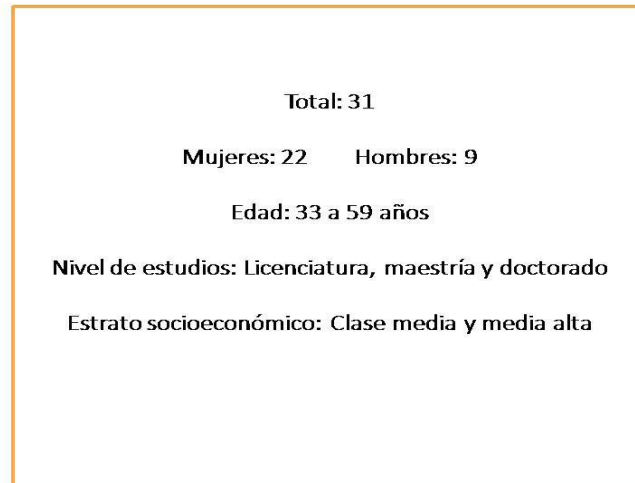 Total: 31
Mujeres: 22 Hombres: 9
Edad: 33 a 59 años
Nivel de estudios: Licenciatura, maestría y doctorado
Estrato socioeconómico: Clase media y media alta